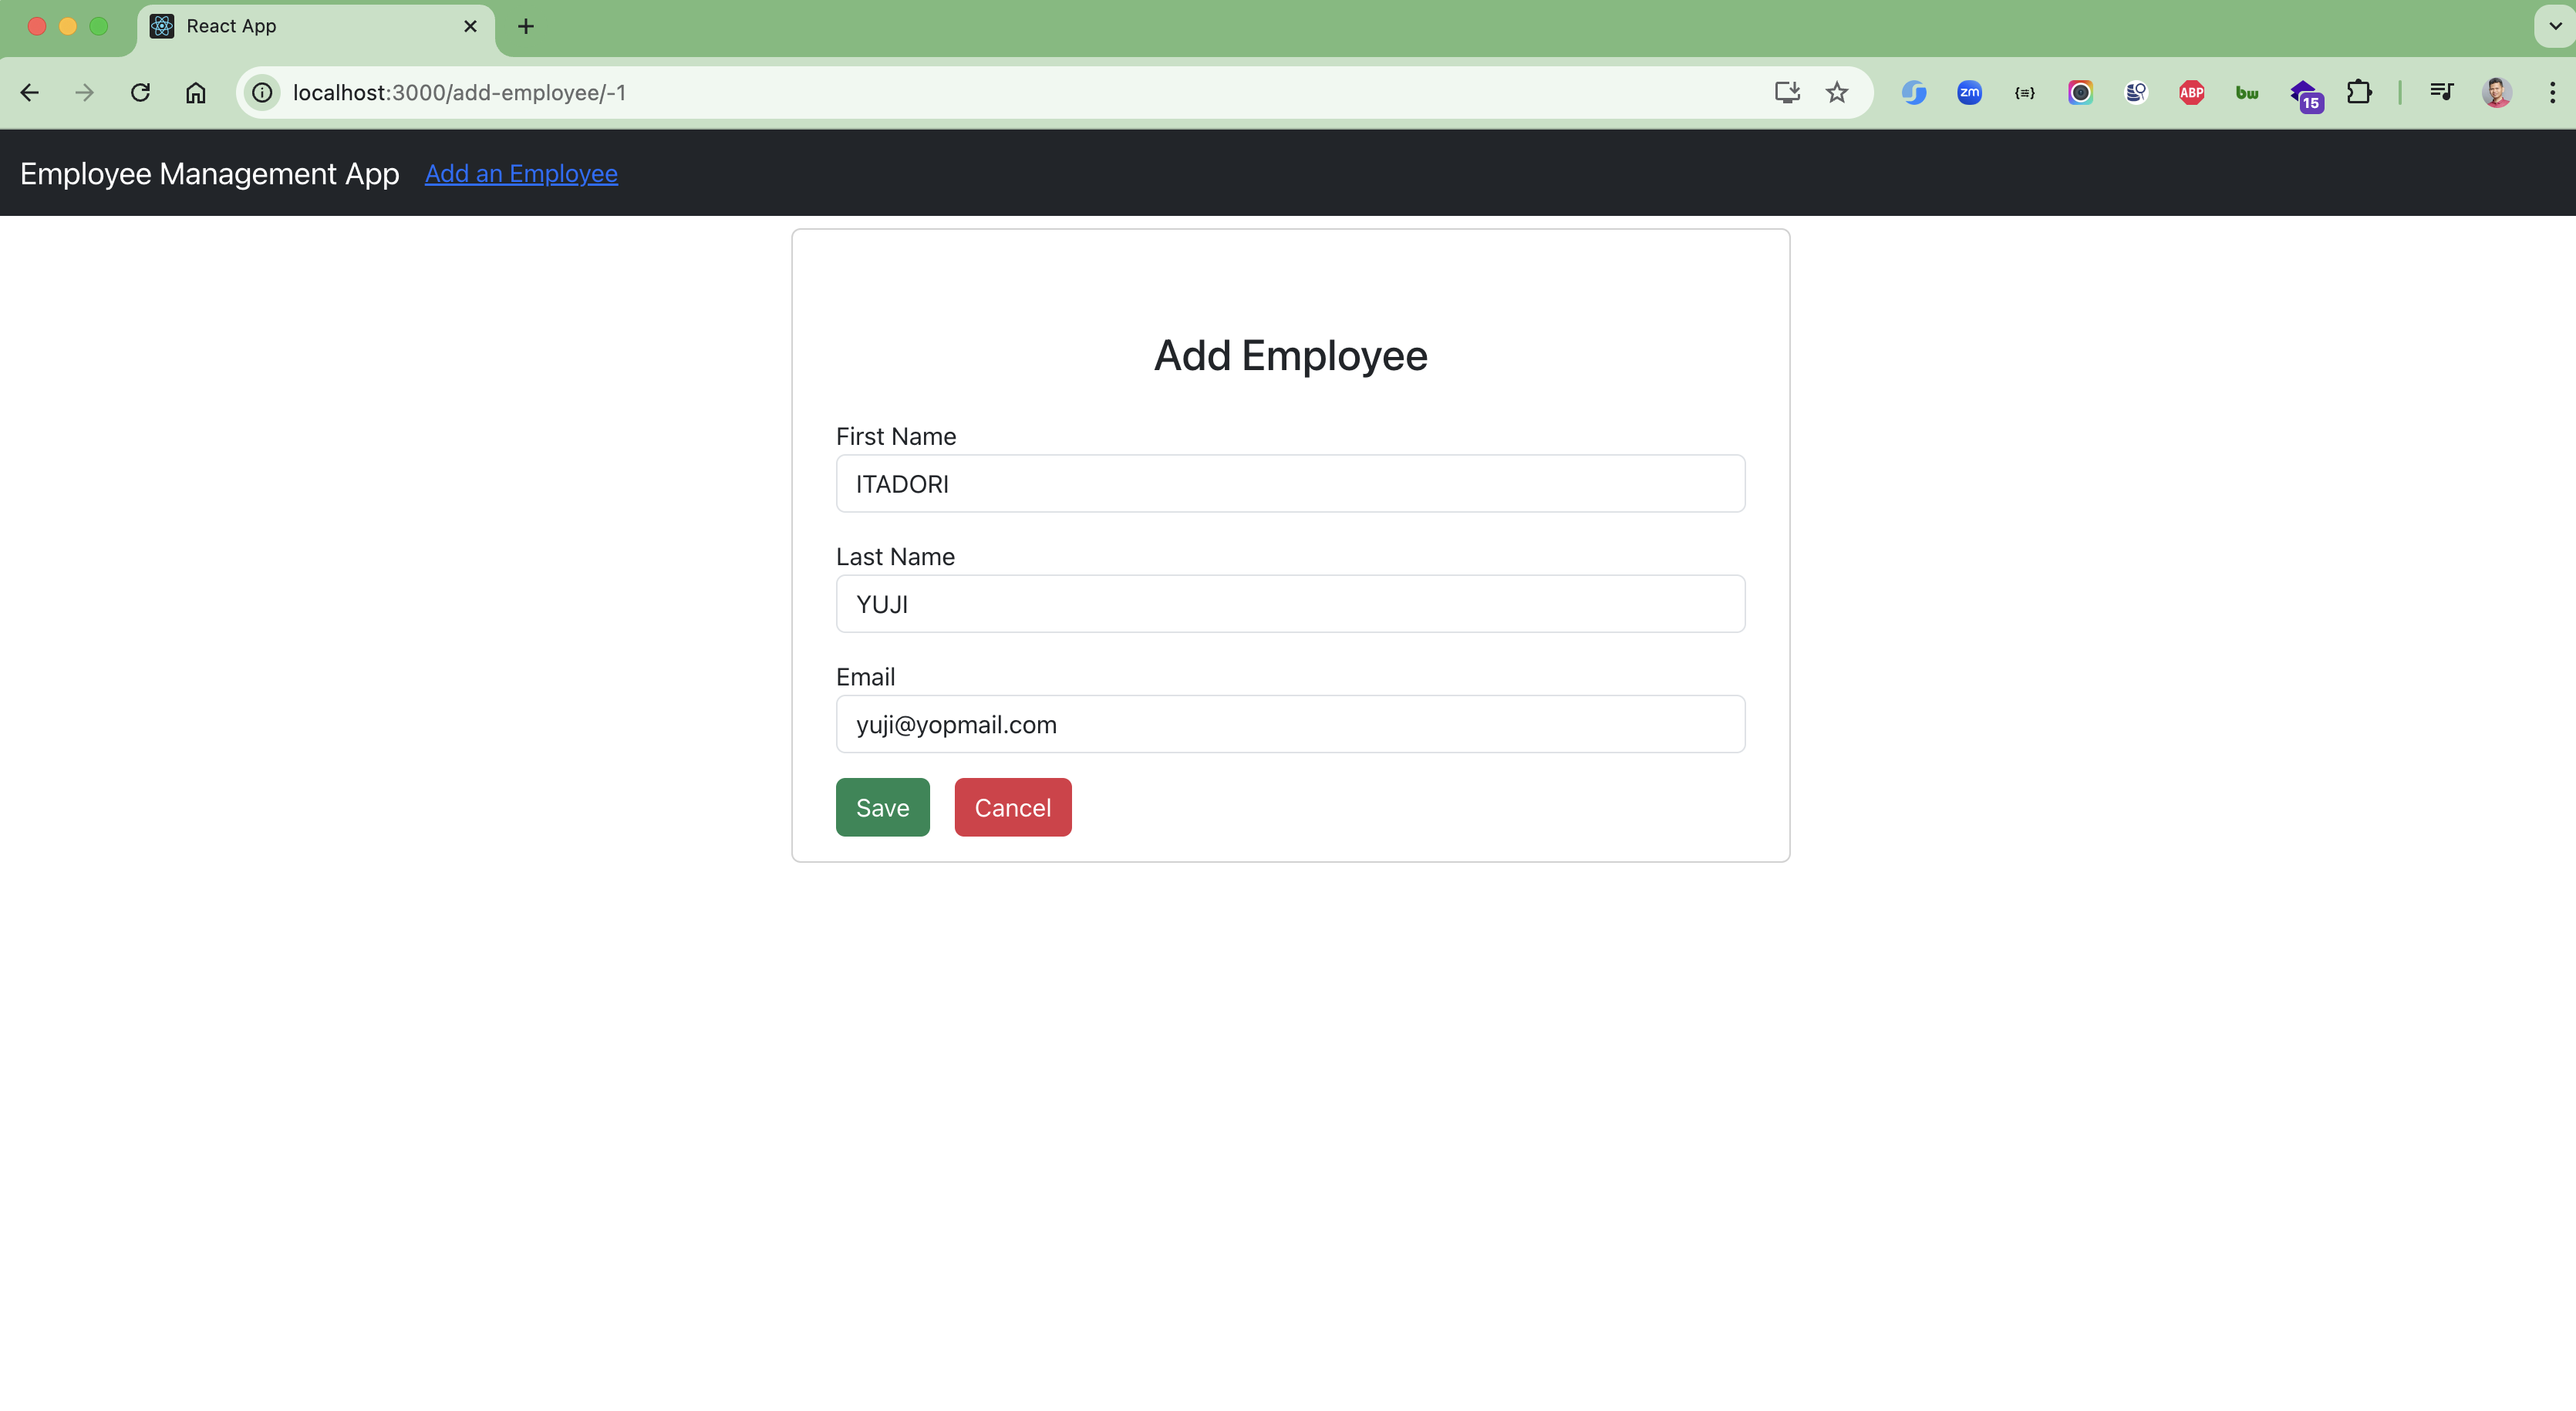 React App
localhost:3000/add-employee/-1
zm
ABP
bw
15
Employee Management App Add an Employee
Add Employee
First Name
ITADORI
Last Name
YUJI
Email
yuji@yopmail.com
Save Cancel